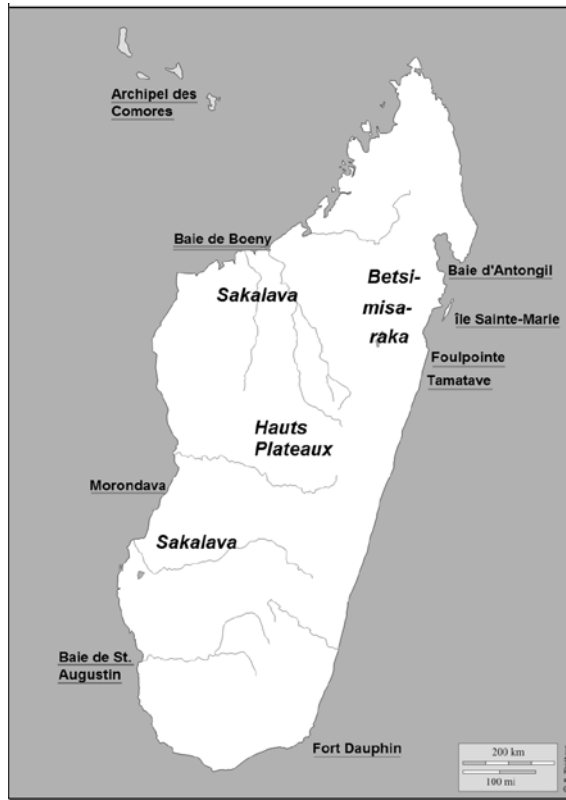 Archipel des
Comores
Baie de Boeny
Sakalava
Betsi-
misa-
raka
Baie d'Antongil
île Sainte-Marie
Foulpointe
Tamatave
Hauts
Plateaux
Morondava
Sakalava
Baie de St.
Augustin
Fort Dauphin
200 km
100 mi